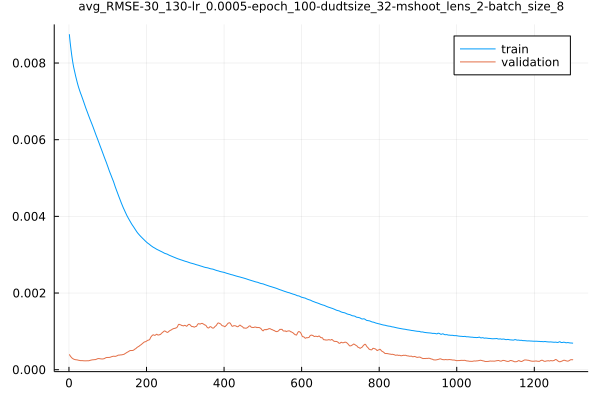 avg_RMSE-30_130-lr_0.0005-epoch_100-dudtsize_32-mshoot_lens_2-batch_size_8
train
validation
0.008
0.006
0.004
0.002
0.000
0 200 400 600 800 1000 1200